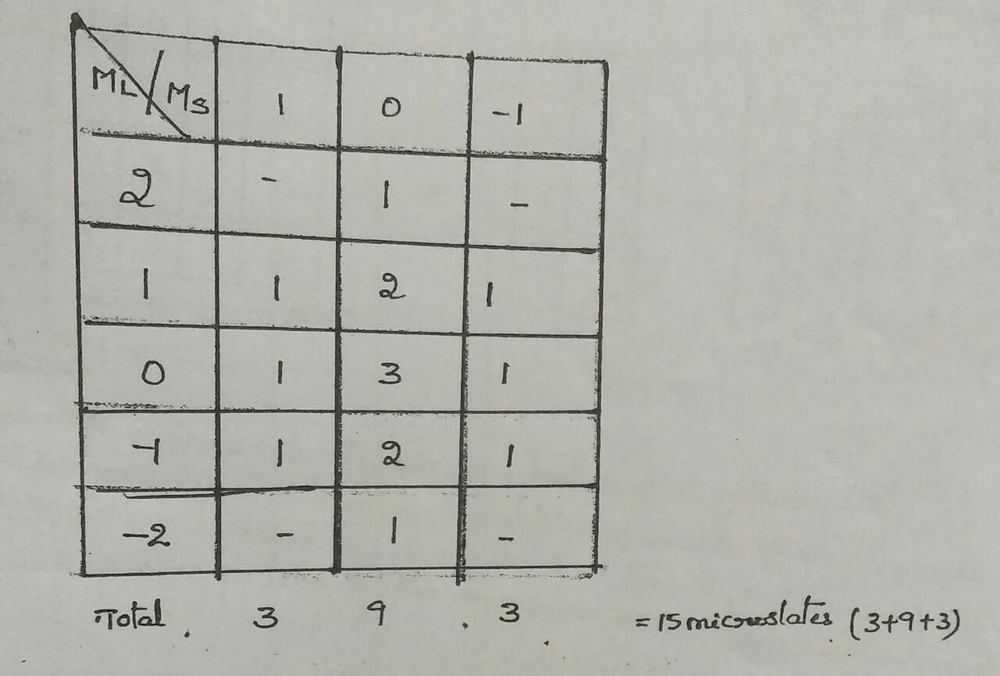 ML/Ms 1 0 -1
2 - 1 -
1 1 2 1
0 1 3 1
-1 1 2 1
-2 - 1 -
Total 3 9 3 = 15 microstates (3+9+3)